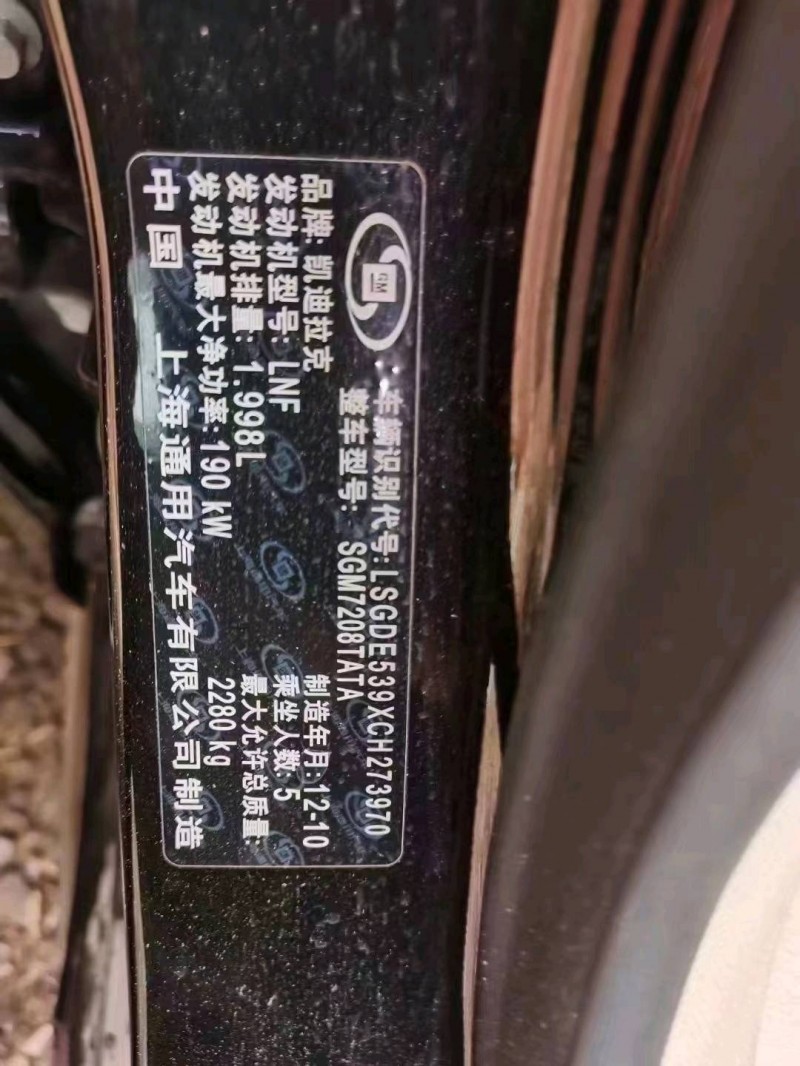 GM
车辆识别代号:LSGDE539XCH273970
整车型号: SGM7208TATA
品牌: 凯迪拉克
制造年月:12-10
发动机型号: LNF
乘坐人数:5
发动机排量: 1.998L
最大允许总质量:
发动机最大净功率:190 kW
2280 kg
中国 上海通用汽车有限公司制造